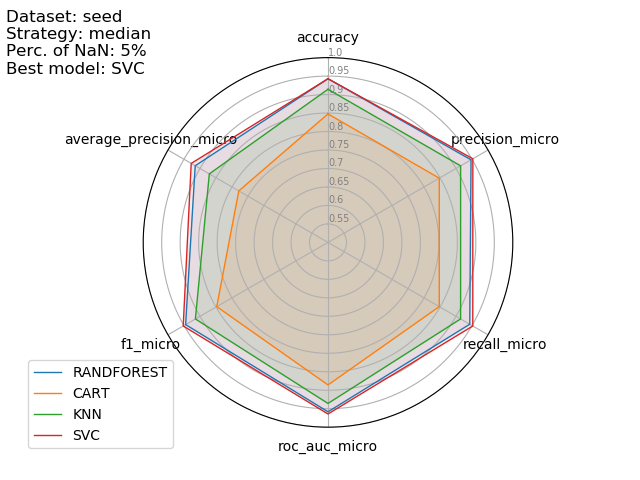 Dataset: seed
Strategy: median
Perc. of NaN: 5%
Best model: SVC
accuracy
1.0
0.95
0.9
0.85
0.8
0.75
0.7
0.65
0.6
0.55
average_precision_micro
precision_micro
f1_micro
recall_micro
roc_auc_micro
RANDFOREST
CART
KNN
SVC